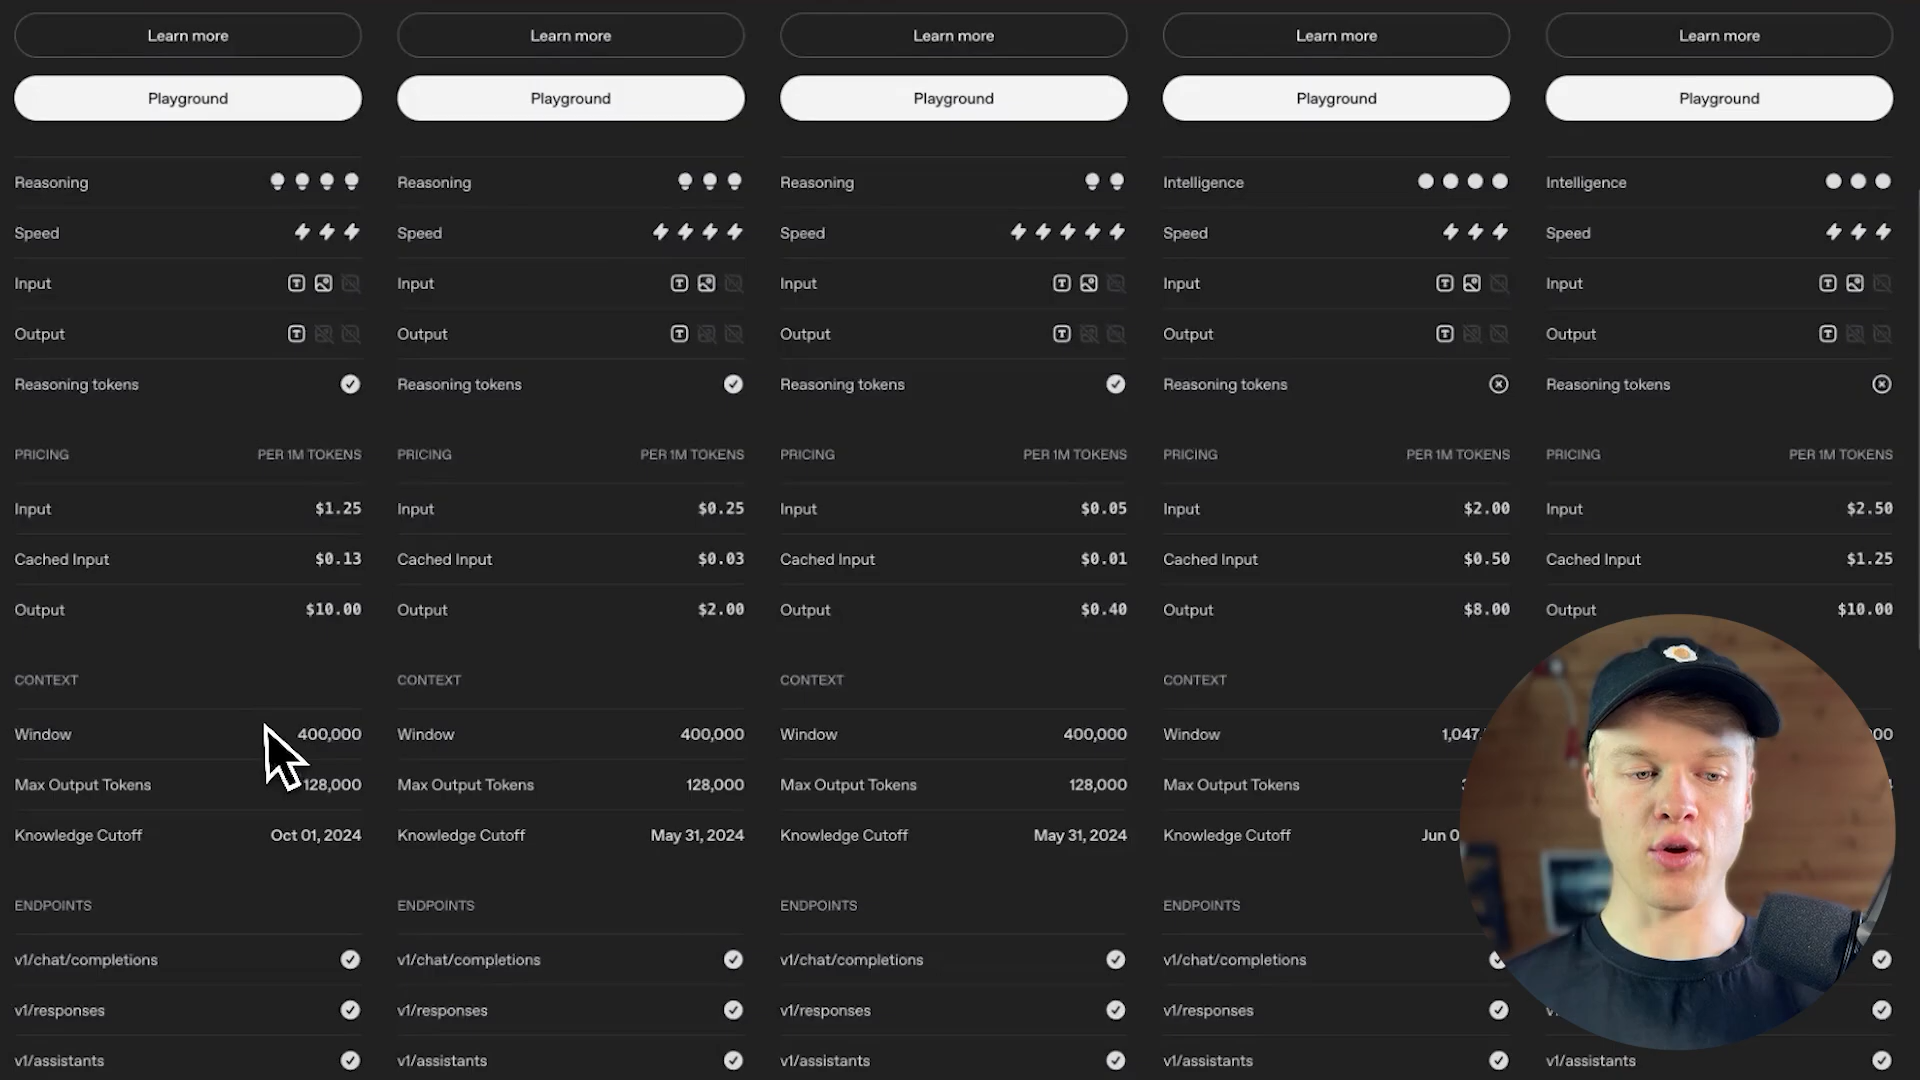 Learn more Learn more Learn more Learn more Learn more
Playground Playground Playground Playground Playground
Reasoning Reasoning Reasoning Intelligence Intelligence
Speed Speed Speed Speed Speed
Input Input Input Input Input
Output Output Output Output Output
Reasoning tokens Reasoning tokens Reasoning tokens Reasoning tokens Reasoning tokens
PRICING PER 1M TOKENS PRICING PER 1M TOKENS PRICING PER 1M TOKENS PRICING PER 1M TOKENS PRICING PER 1M TOKENS
Input $1.25 Input $0.25 Input $0.05 Input $2.00 Input $2.50
Cached Input $0.13 Cached Input $0.03 Cached Input $0.01 Cached Input $0.50 Cached Input $1.25
Output $10.00 Output $2.00 Output $0.40 Output $8.00 Output $10.00
CONTEXT CONTEXT CONTEXT CONTEXT
Window 400,000 Window 400,000 Window 400,000 Window 1,047,
Max Output Tokens 128,000 Max Output Tokens 128,000 Max Output Tokens 128,000 Max Output Tokens
Knowledge Cutoff Oct 01, 2024 Knowledge Cutoff May 31, 2024 Knowledge Cutoff May 31, 2024 Knowledge Cutoff Jun 0
ENDPOINTS ENDPOINTS ENDPOINTS ENDPOINTS
v1/chat/completions v1/chat/completions v1/chat/completions v1/chat/completions
v1/responses v1/responses v1/responses v1/responses
v1/assistants v1/assistants v1/assistants v1/assistants v1/assistants